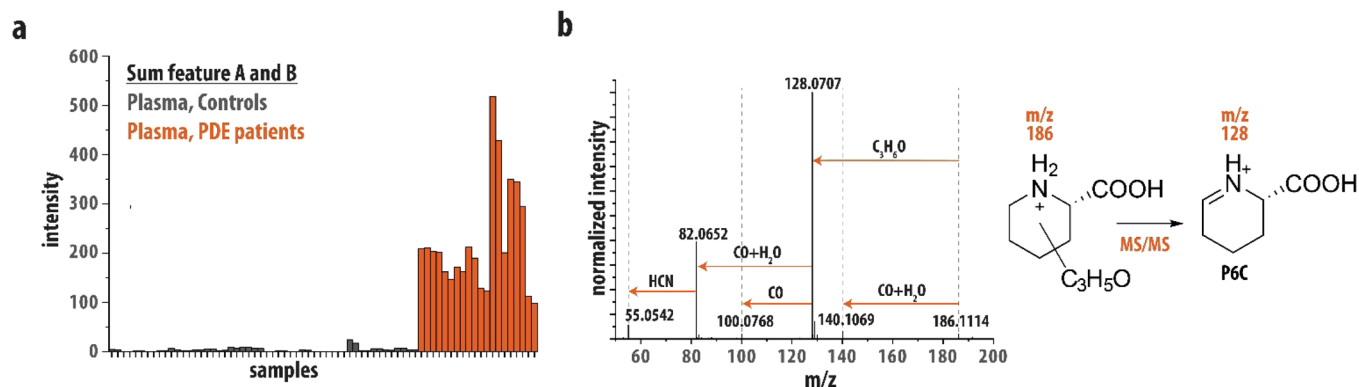 a
600
500
400
300
200
100
0
intensity
samples
Sum feature A and B
Plasma, Controls
Plasma, PDE patients
b
normalized intensity
128.0707
C3H6O
82.0652
CO+H2O
HCN
CO
CO+H2O
55.0542
100.0768
140.1069
186.1114
60 80 100 120 140 160 180 200
m/z
m/z
186
H2
N
+
COOH
C3H5O
MS/MS
m/z
128
H
N
+
COOH
P6C